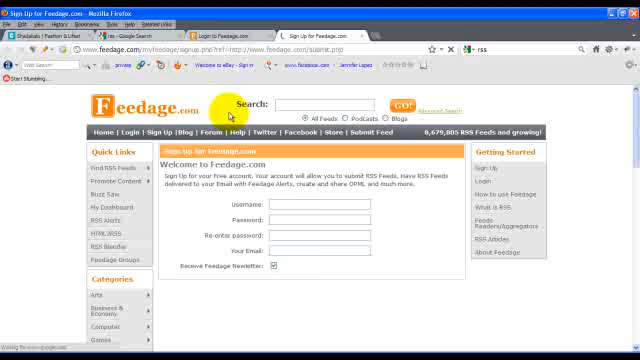 Sign Up for Feedage.com - Mozilla Firefox
File Edit View History Bookmarks Tools Help Related Links
Shadakalo | Fashion & Lifest
rss - Google Search
Login to Feedage.com
Sign Up for Feedage.com
www.feedage.com/myfeedage/signup.php?ref=http://www.feedage.com/submit.php
rss
Web Search
private
Welcome to eBay - Sign in
www.facebook.com
Jennifer Lopez
Firefox
Start Stumbling...
Feedage.com
Search:
GO!
Advanced Search
All Feeds
Podcasts
Blogs
Home | Login | Sign Up | Blog | Forum | Help | Twitter | Facebook | Store | Submit Feed
8,679,805 RSS Feeds and growing!
Quick Links
Find RSS Feeds
Promote Content
Buzz Saw
My Dashboard
RSS Alerts
HTML2RSS
RSS Blender
Feedage Groups
Categories
Arts
Business &
Economy
Computer
Games
Sign Up for Feedage.com
Welcome to Feedage.com
Sign Up for your Free account. Your account will allow you to submit RSS Feeds, Have RSS Feeds
delivered to your Email with Feedage Alerts, create and share OPML and much more.
Username:
Password:
Re-enter password:
Your Email:
Receive Feedage Newsletter:
Getting Started
Sign Up
Login
How to use Feedage
What is RSS
Feeds
Readers/Aggregators
RSS Articles
About Feedage